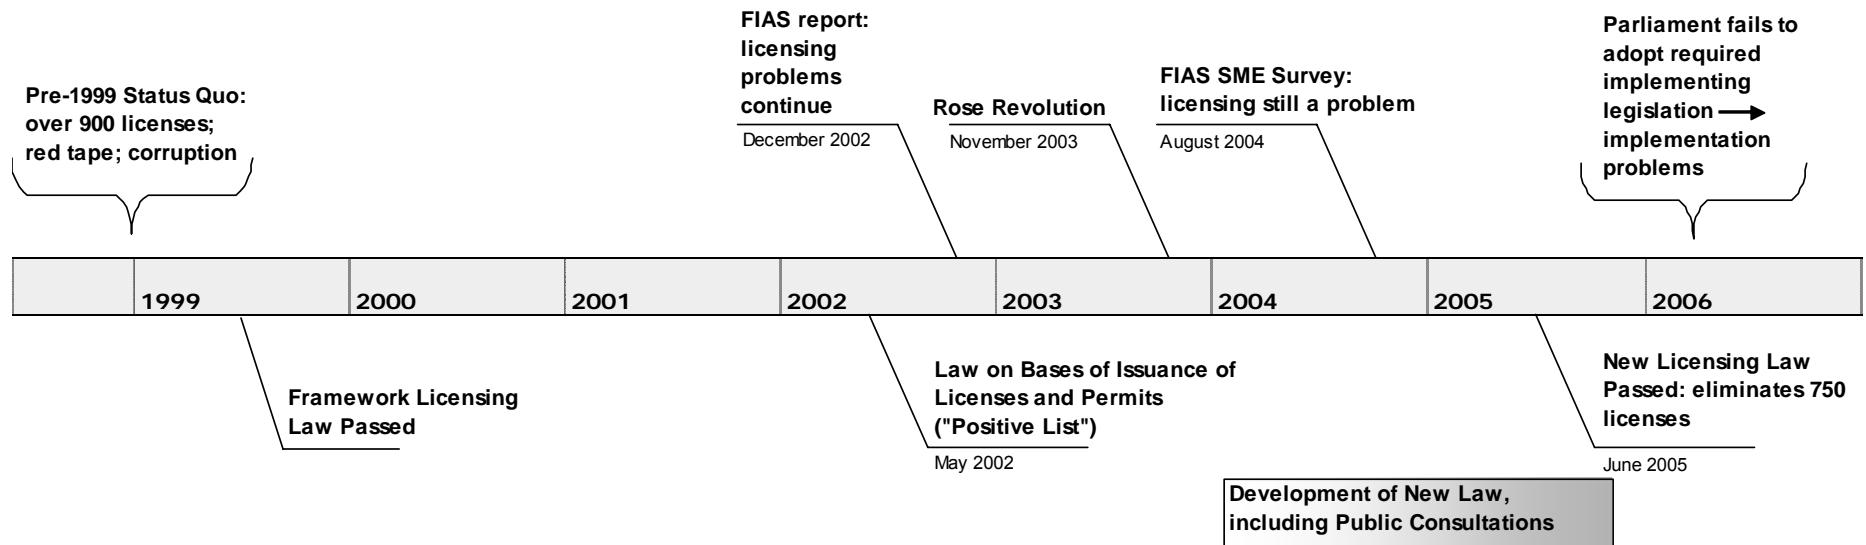 Pre-1999 Status Quo:
over 900 licenses;
red tape; corruption
FIAS report:
licensing
problems
continue
December 2002
Rose Revolution
November 2003
FIAS SME Survey:
licensing still a problem
August 2004
Parliament fails to
adopt required
implementing
legislation →
implementation
problems
1999 2000 2001 2002 2003 2004 2005 2006
Framework Licensing
Law Passed
Law on Bases of Issuance of
Licenses and Permits
("Positive List")
May 2002
New Licensing Law
Passed: eliminates 750
licenses
June 2005
Development of New Law,
including Public Consultations